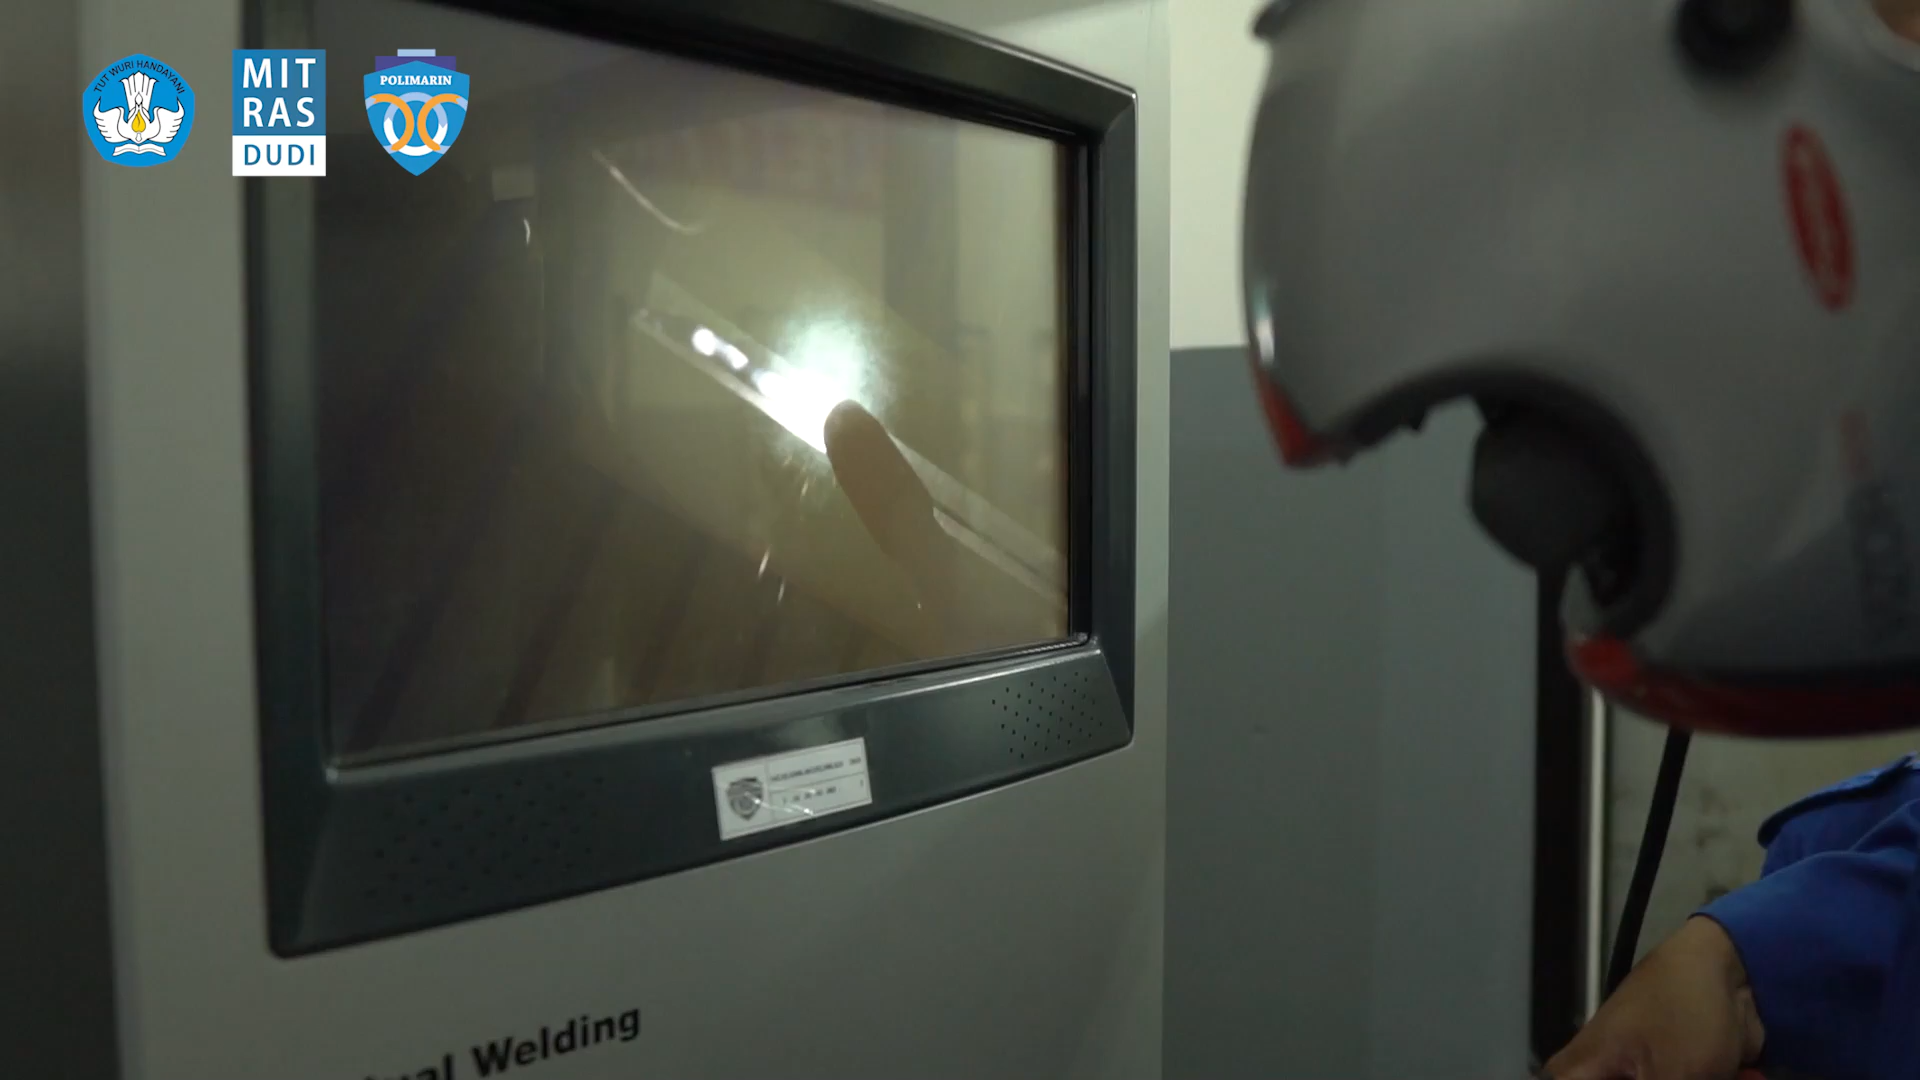 TUT WURI HANDAYANI
MIT
RAS
DUDI
POLIMARIN
Welding